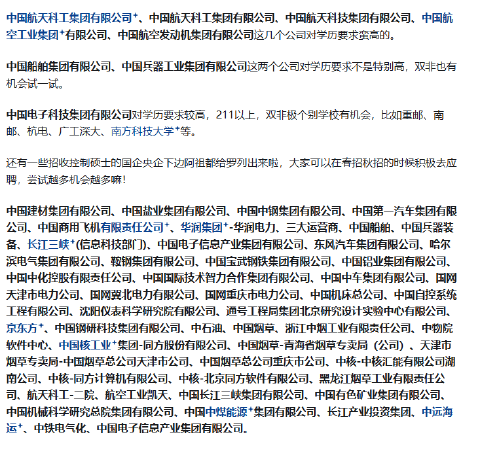 中国航天科工集团有限公司、中国航天科工集团有限公司、中国航天科技集团有限公司、中国航
空工业集团有限公司、中国航空发动机集团有限公司这几个公司对学历要求蛮高的。
中国船舶集团有限公司、中国兵器工业集团有限公司这两个公司对学历要求不是特别高，双非也有
机会试一试。
中国电子科技集团有限公司对学历要求较高，211以上，双非极个别学校有机会，比如重邮、南
邮、杭电、广工深大、南方科技大学等。
还有一些招收控制硕士的国企央企下边阿祖都给罗列出来啦，大家可以在春招秋招的时候积极去应
聘，尝试越多机会越多嘛！
中国建材集团有限公司、中国盐业集团有限公司、中国中钢集团有限公司、中国第一汽车集团有限
公司、中国商用飞机有限责任公司、华润集团-华润电力、三大运营商、中国船舶、中国兵器装
备、长江三峡(信息科技部门)、中国电子信息产业集团有限公司、东风汽车集团有限公司、哈尔
滨电气集团有限公司、鞍钢集团有限公司、中国宝武钢铁集团有限公司、中国铝业集团有限公司、
中国中化控股有限责任公司、中国国际技术智力合作集团有限公司、中国中车集团有限公司、国网
天津市电力公司、国网冀北电力有限公司、国网重庆市电力公司、中国机床总公司、中国自控系统
工程有限公司、沈阳仪表科学研究院有限公司、通号工程局集团北京研究设计实验中心有限公司、
京东方、中国钢研科技集团有限公司、中石油、中国烟草、浙江中烟工业有限责任公司、中物院
软件中心、中国核工业集团-同方股份有限公司、中国烟草-青海省烟草专卖局（公司）、天津市
烟草专卖局-中国烟草总公司天津市公司、中国烟草总公司重庆市公司、中核-中核汇能有限公司湖
南公司、中核-同方计算机有限公司、中核-北京同方软件有限公司、黑龙江烟草工业有限责任公
司、航天科工-二院、航空工业凯天、中国长江三峡集团有限公司、中国有色矿业集团有限公司、
中国机械科学研究总院集团有限公司、中国中煤能源集团有限公司、长江产业投资集团、中远海
运、中铁电气化、中国电子信息产业集团有限公司。